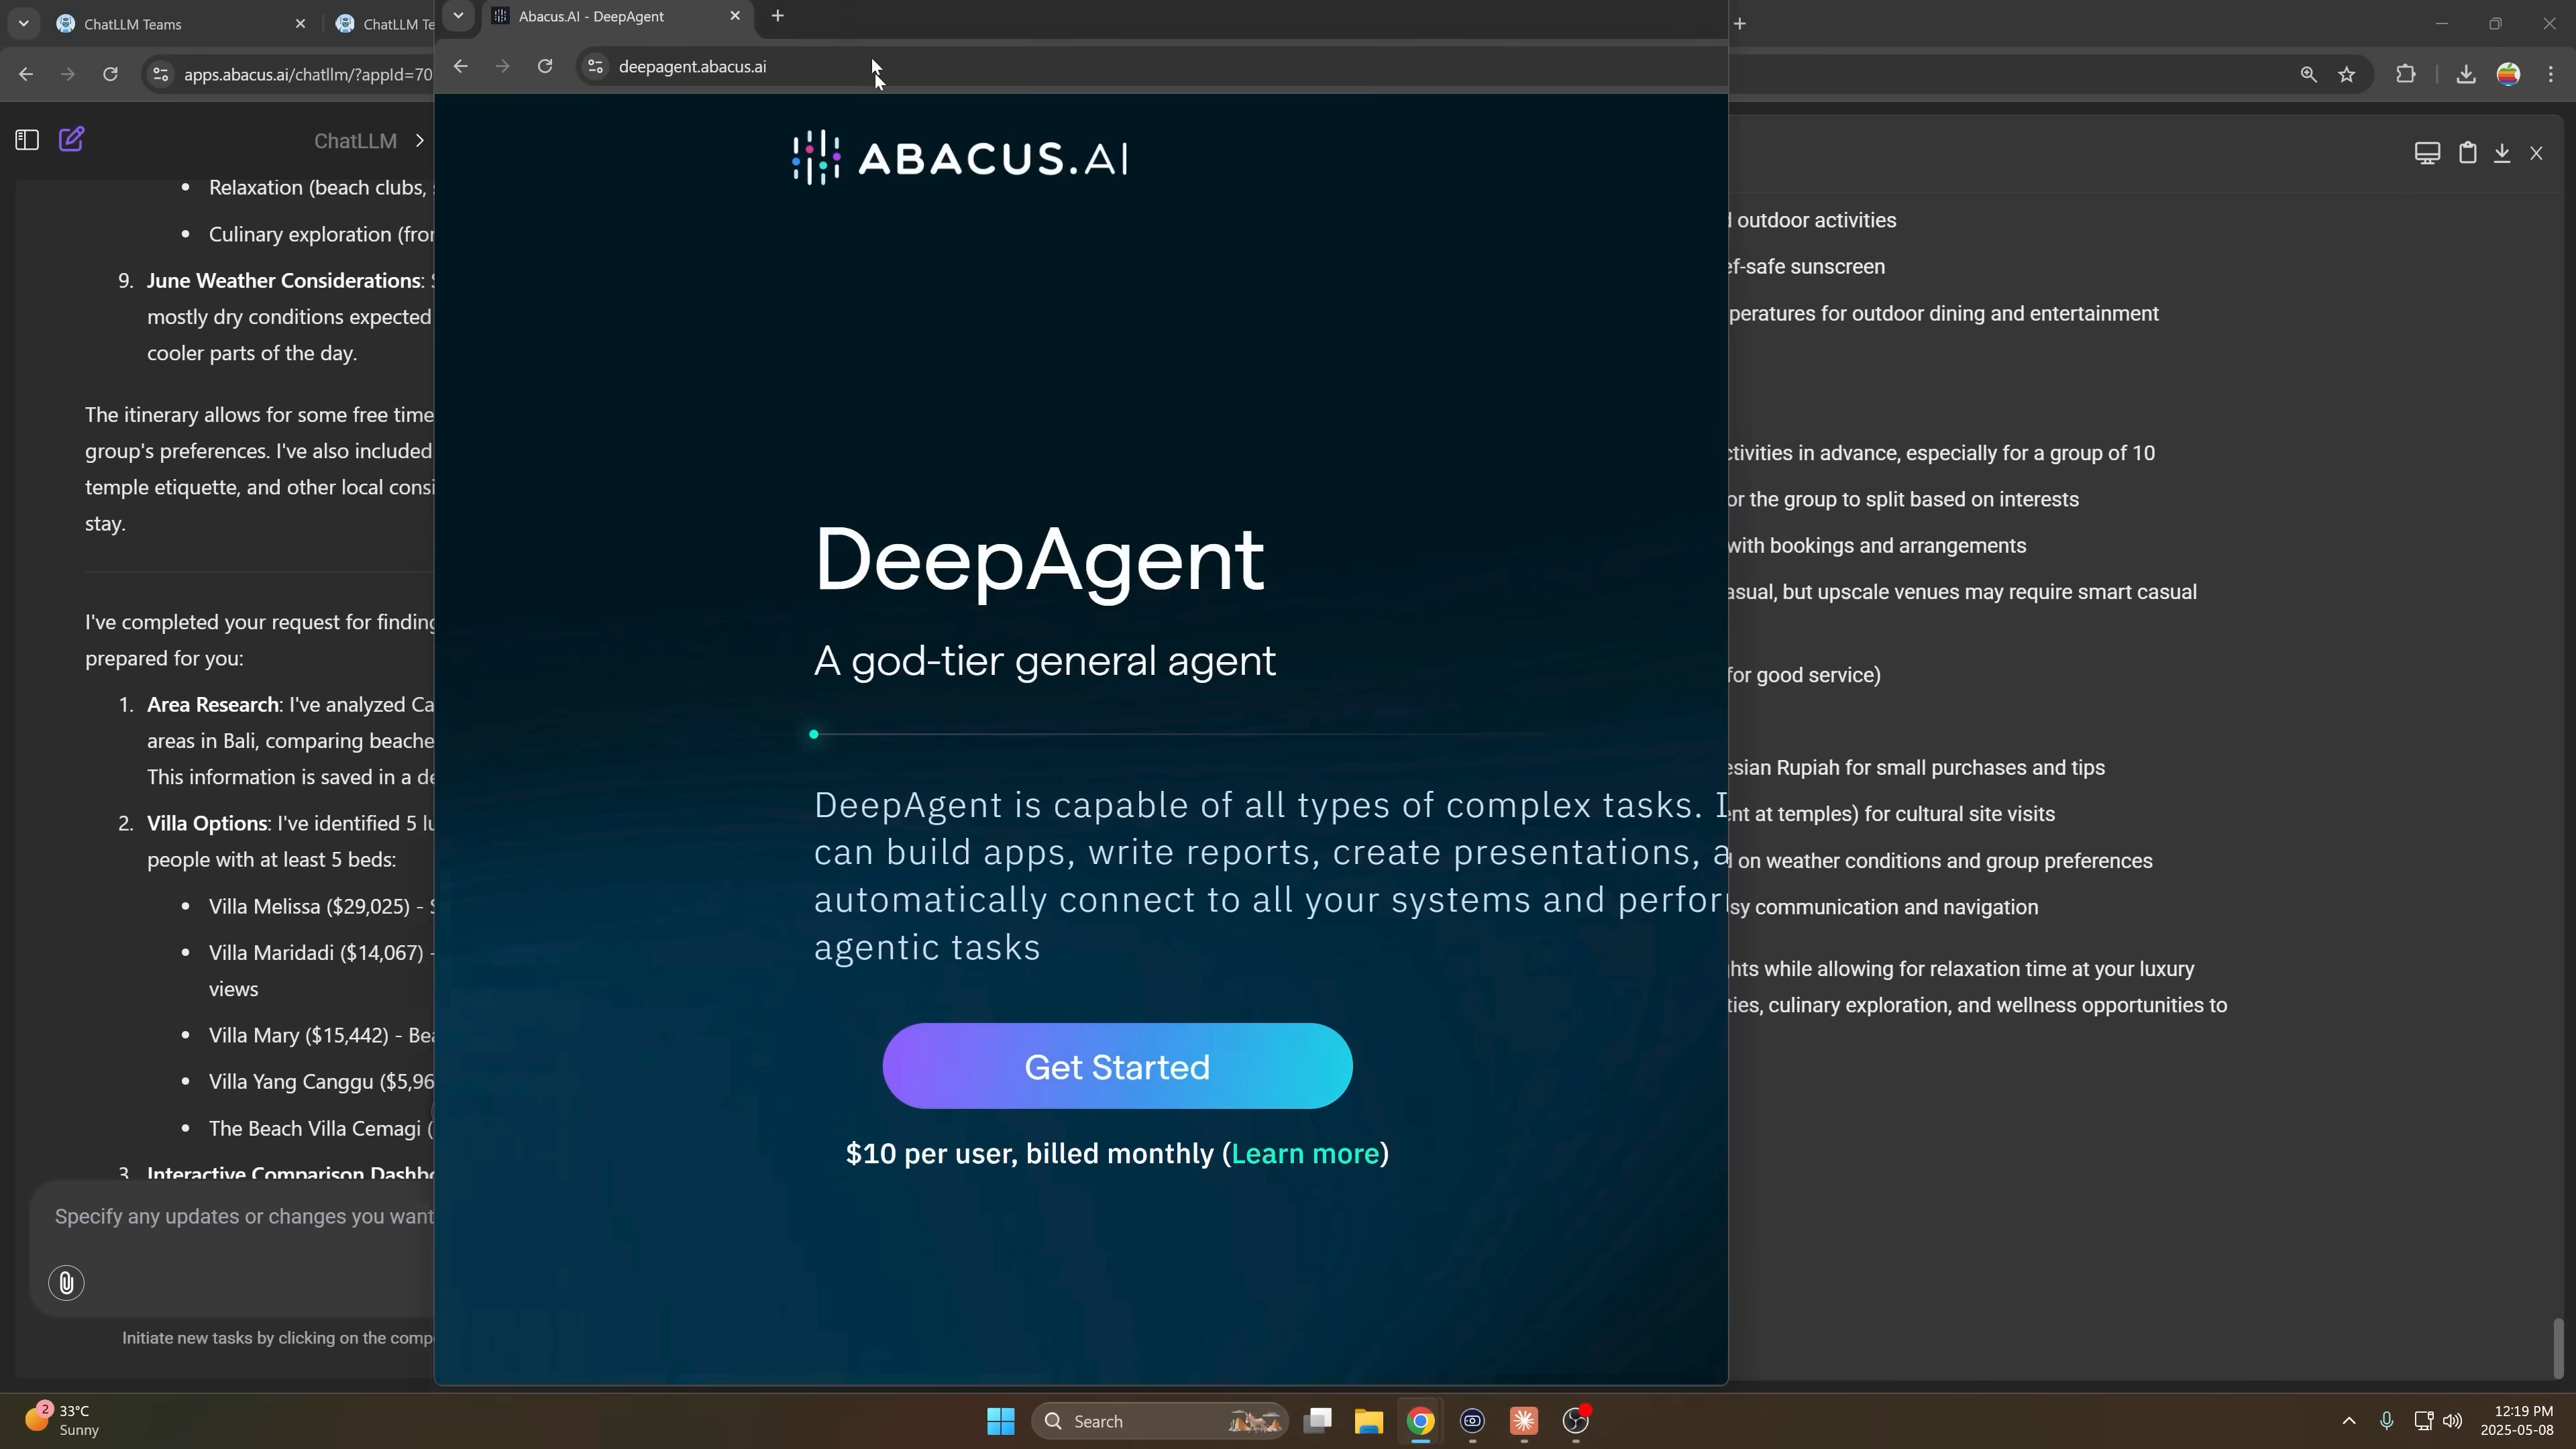 ChatLLM Teams
ChatLLM Te
Abacus.AI - DeepAgent
apps.abacus.ai/chatllm/?appId=70
deepagent.abacus.ai
ChatLLM
Relaxation (beach clubs,
Culinary exploration (fro
9. June Weather Considerations:
mostly dry conditions expected
cooler parts of the day.
The itinerary allows for some free time
group's preferences. I've also included
temple etiquette, and other local consi
stay.
I've completed your request for finding
prepared for you:
1. Area Research: I've analyzed Ca
areas in Bali, comparing beache
This information is saved in a de
2. Villa Options: I've identified 5 lu
people with at least 5 beds:
Villa Melissa ($29,025) - S
Villa Maridadi ($14,067) -
views
Villa Mary ($15,442) - Bea
Villa Yang Canggu ($5,96
The Beach Villa Cemagi (
3. Interactive Comparison Dashbo
Specify any updates or changes you want
Initiate new tasks by clicking on the comp
ABACUS.AI
DeepAgent
A god-tier general agent
DeepAgent is capable of all types of complex tasks. I
can build apps, write reports, create presentations, a
automatically connect to all your systems and perfor
agentic tasks
Get Started
$10 per user, billed monthly (Learn more)
outdoor activities
ef-safe sunscreen
peratures for outdoor dining and entertainment
ctivities in advance, especially for a group of 10
or the group to split based on interests
with bookings and arrangements
asual, but upscale venues may require smart casual
for good service)
esian Rupiah for small purchases and tips
ent at temples) for cultural site visits
on weather conditions and group preferences
sy communication and navigation
hts while allowing for relaxation time at your luxury
ties, culinary exploration, and wellness opportunities to
2
33°C
Sunny
Search
12:19 PM
2025-05-08